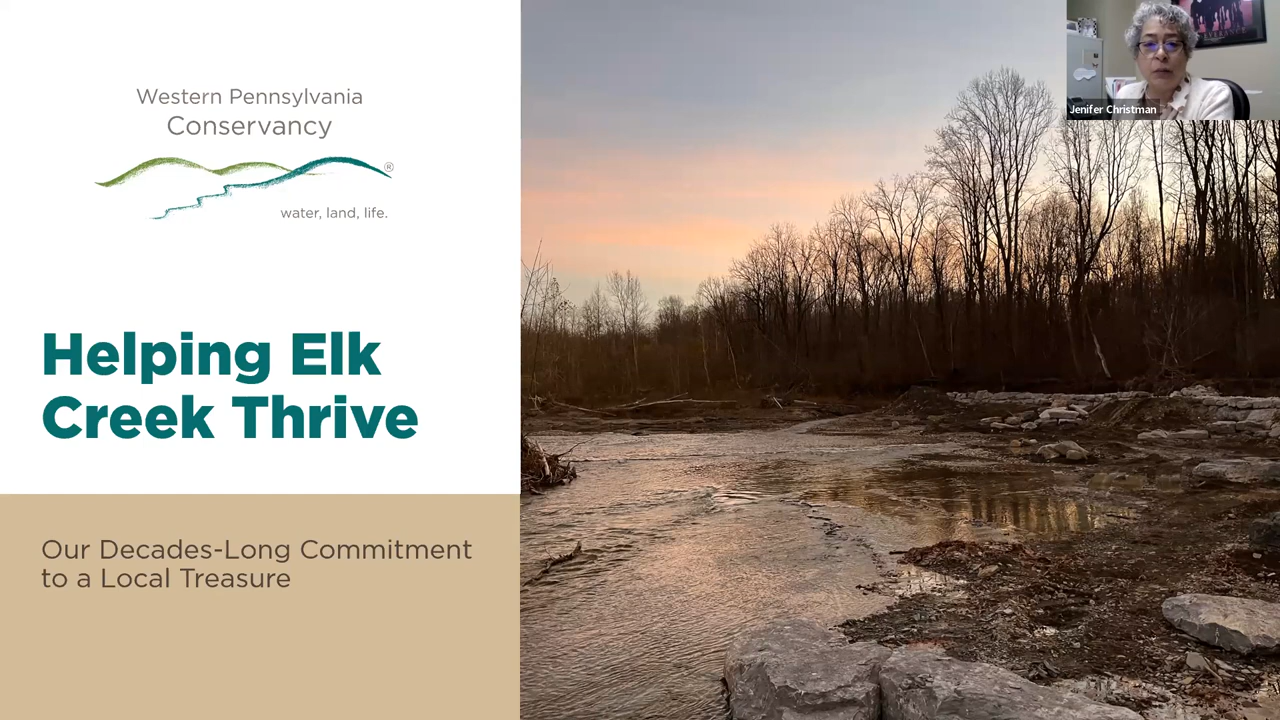 Western Pennsylvania
Conservancy
®
water, land, life.
Helping Elk
Creek Thrive
Our Decades-Long Commitment
to a Local Treasure
Jenifer Christman